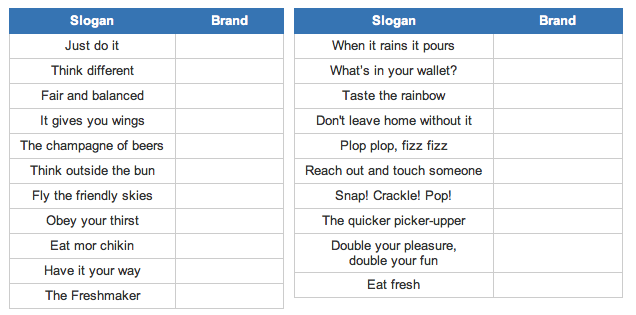 Slogan Brand
Just do it
Think different
Fair and balanced
It gives you wings
The champagne of beers
Think outside the bun
Fly the friendly skies
Obey your thirst
Eat mor chikin
Have it your way
The Freshmaker
Slogan Brand
When it rains it pours
What's in your wallet?
Taste the rainbow
Don't leave home without it
Plop plop, fizz fizz
Reach out and touch someone
Snap! Crackle! Pop!
The quicker picker-upper
Double your pleasure,
double your fun
Eat fresh